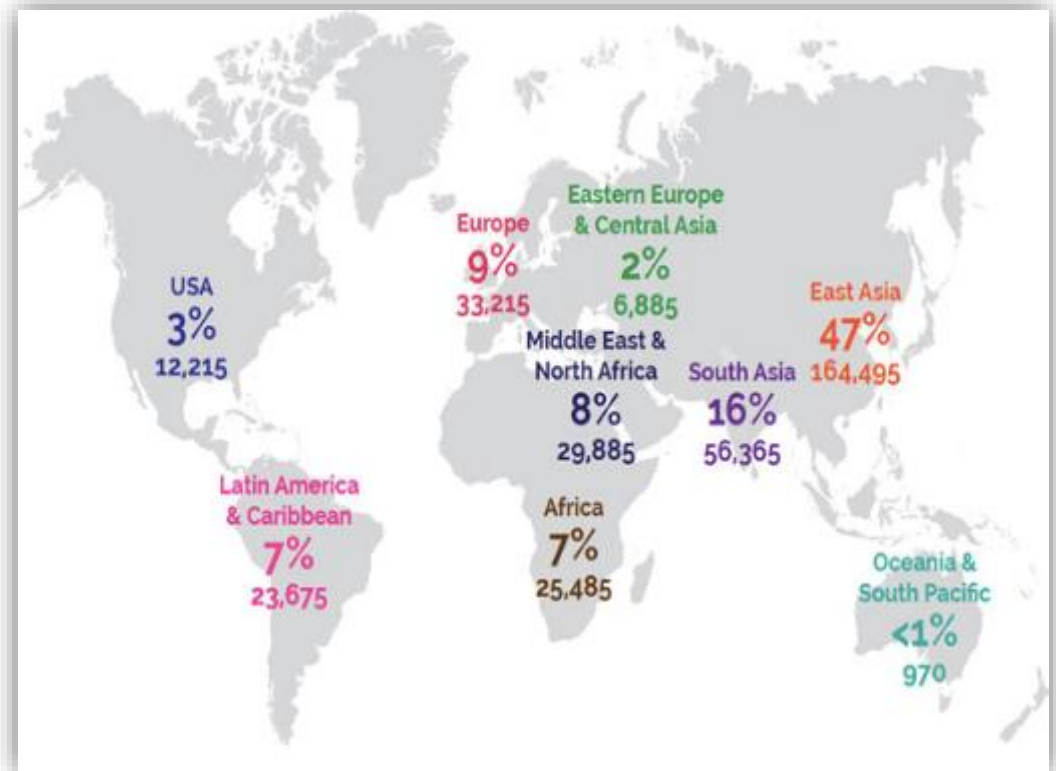 USA
3%
12,215
Latin America
& Caribbean
7%
23,675
Europe
9%
33,215
Eastern Europe
& Central Asia
2%
6,885
Middle East &
North Africa
8%
29,885
Africa
7%
25,485
South Asia
16%
56,365
East Asia
47%
164,495
Oceania &
South Pacific
<1%
970